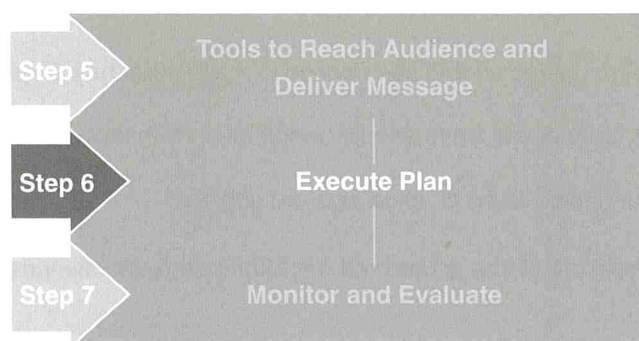 Step 5
Tools to Reach Audience and
Deliver Message
Step 6
Execute Plan
Step 7
Monitor and Evaluate